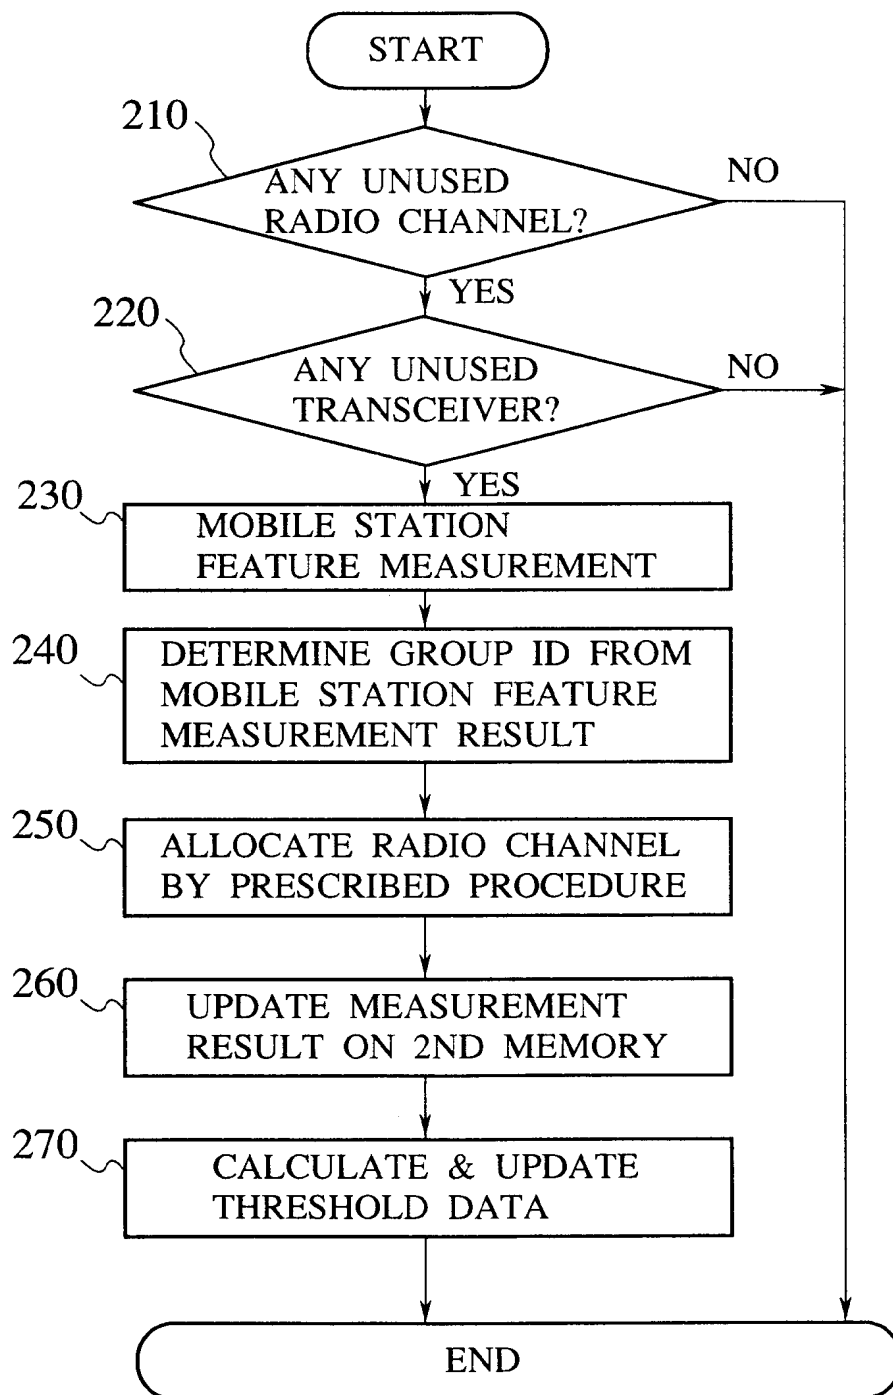 START
210
ANY UNUSED
RADIO CHANNEL?
NO
YES
220
ANY UNUSED
TRANSCEIVER?
NO
YES
230
MOBILE STATION
FEATURE MEASUREMENT
240
DETERMINE GROUP ID FROM
MOBILE STATION FEATURE
MEASUREMENT RESULT
250
ALLOCATE RADIO CHANNEL
BY PRESCRIBED PROCEDURE
260
UPDATE MEASUREMENT
RESULT ON 2ND MEMORY
270
CALCULATE & UPDATE
THRESHOLD DATA
END